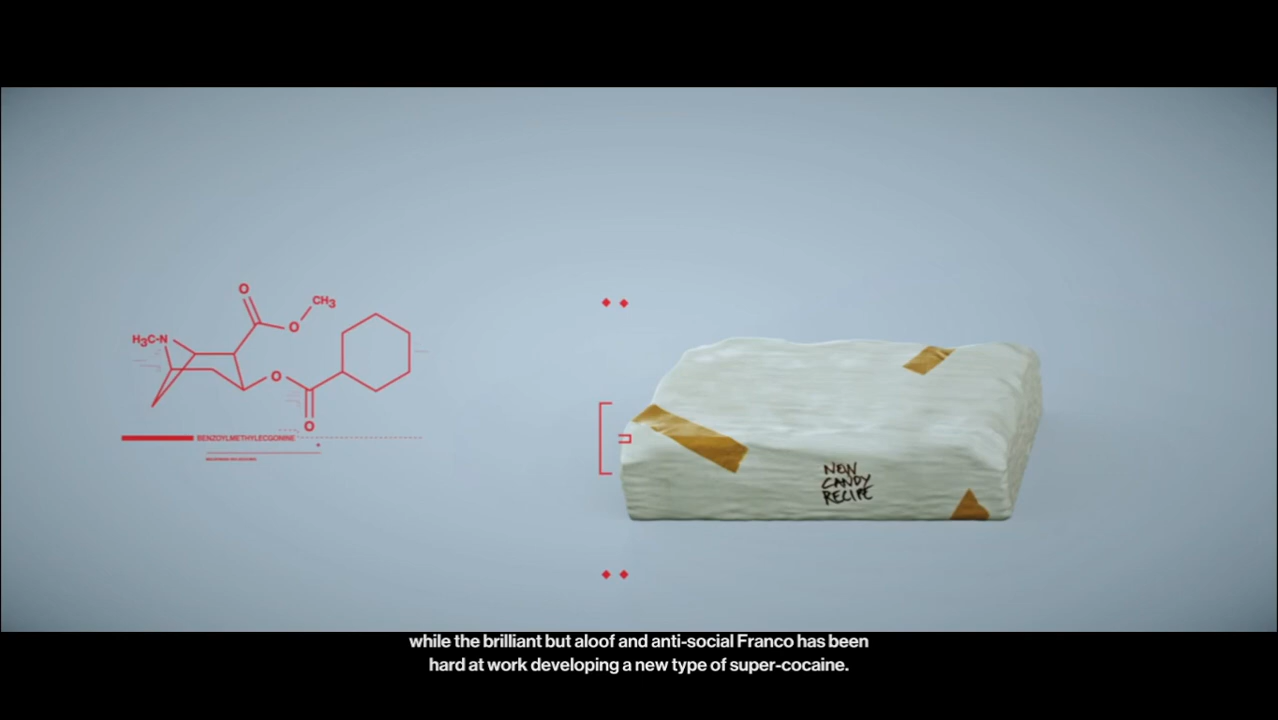 O
CH3
H3C-N
O
O
O
BENZOYLMETHYLECGONINE
NEW
CANDY
RECIPE
while the brilliant but aloof and anti-social Franco has been
hard at work developing a new type of super-cocaine.